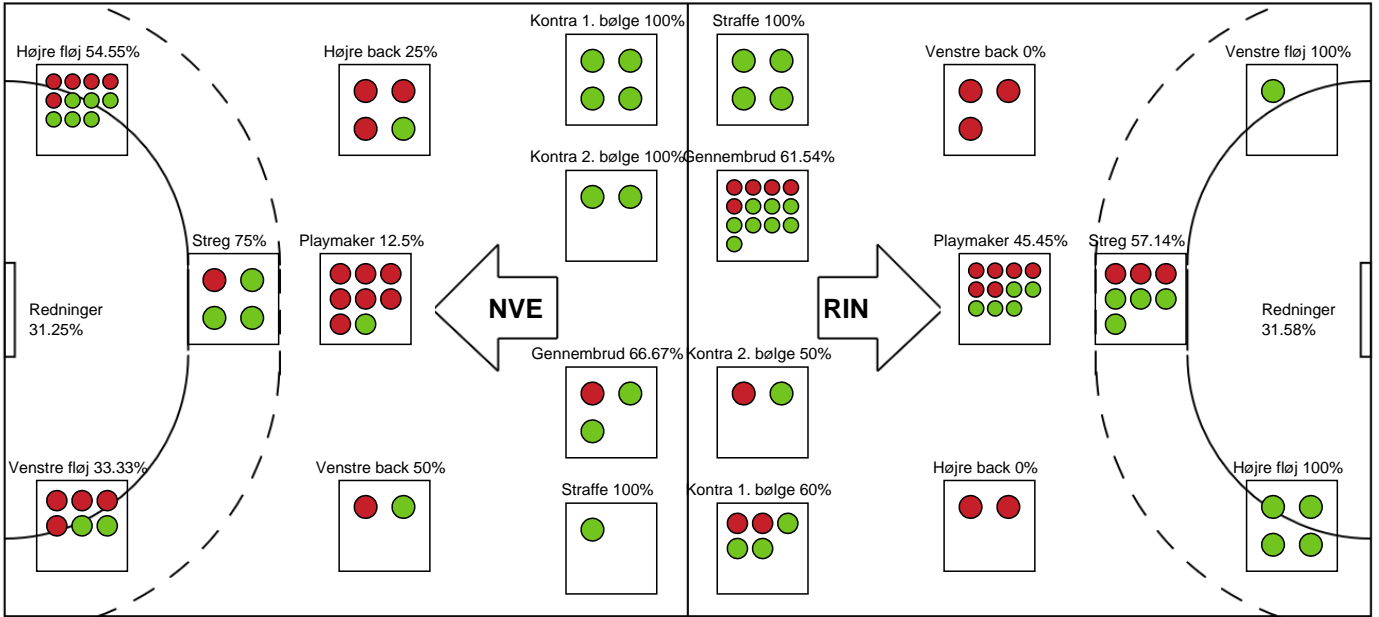 Kontra 1. bølge 100%
Straffe 100%
Højre fløj 54.55%
Højre back 25%
Venstre back 0%
Venstre fløj 100%
Kontra 2. bølge 100%
Gennembrud 61.54%
Streg 75%
Playmaker 12.5%
Playmaker 45.45%
Streg 57.14%
Redninger
31.25%
NVE
RIN
Redninger
31.58%
Gennembrud 66.67%
Kontra 2. bølge 50%
Venstre fløj 33.33%
Venstre back 50%
Højre back 0%
Højre fløj 100%
Straffe 100%
Kontra 1. bølge 60%